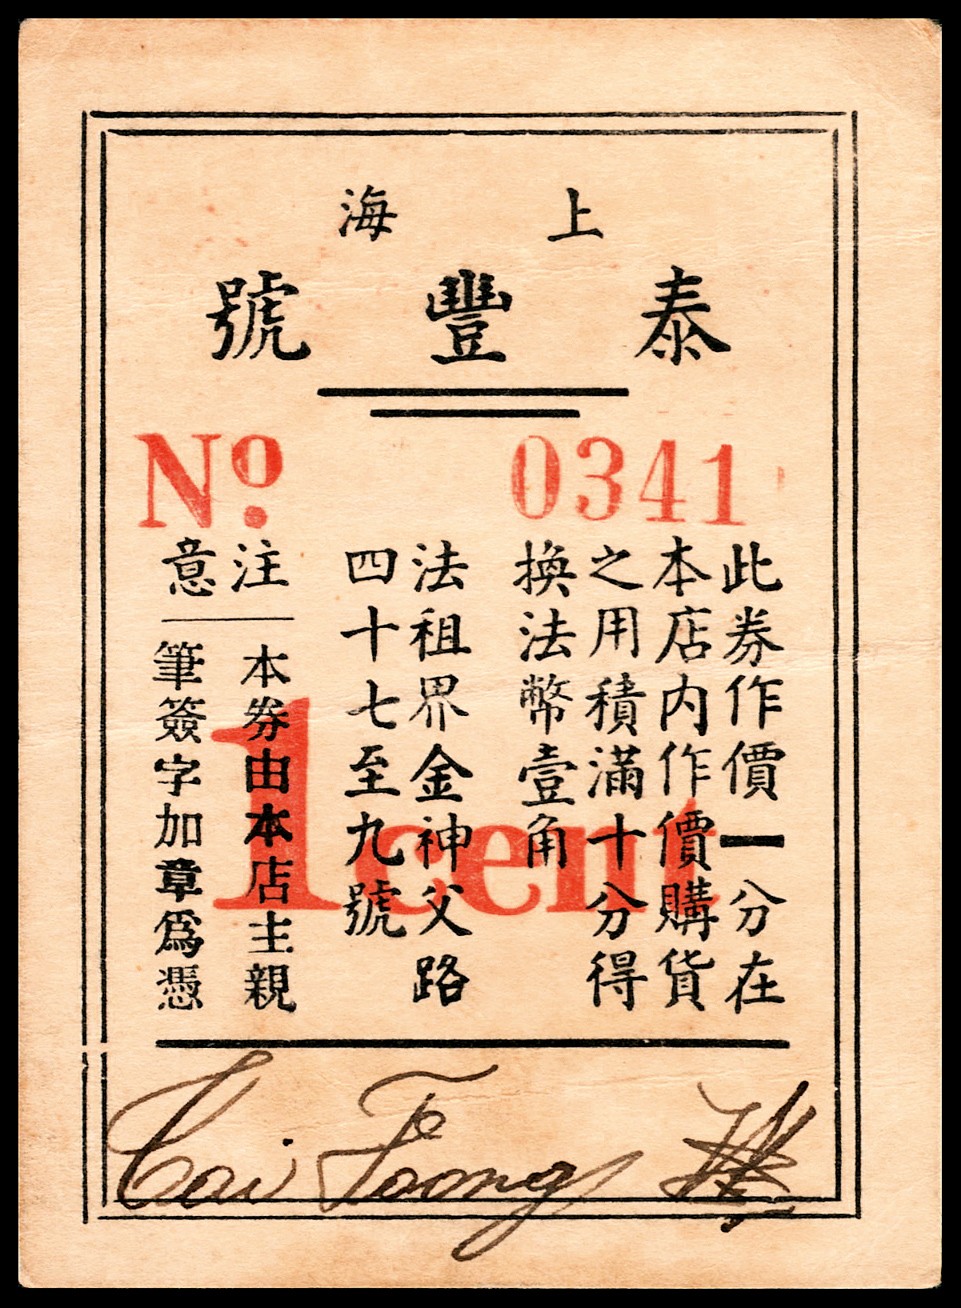 上海
泰豐號
No. 0341
此券作價一分在
本店内作價購貨
之用積滿十分得
換法幣壹角
法租界金神父路
四十七至九號
注意
本券由本店主親
筆簽字加章爲憑
1 cent